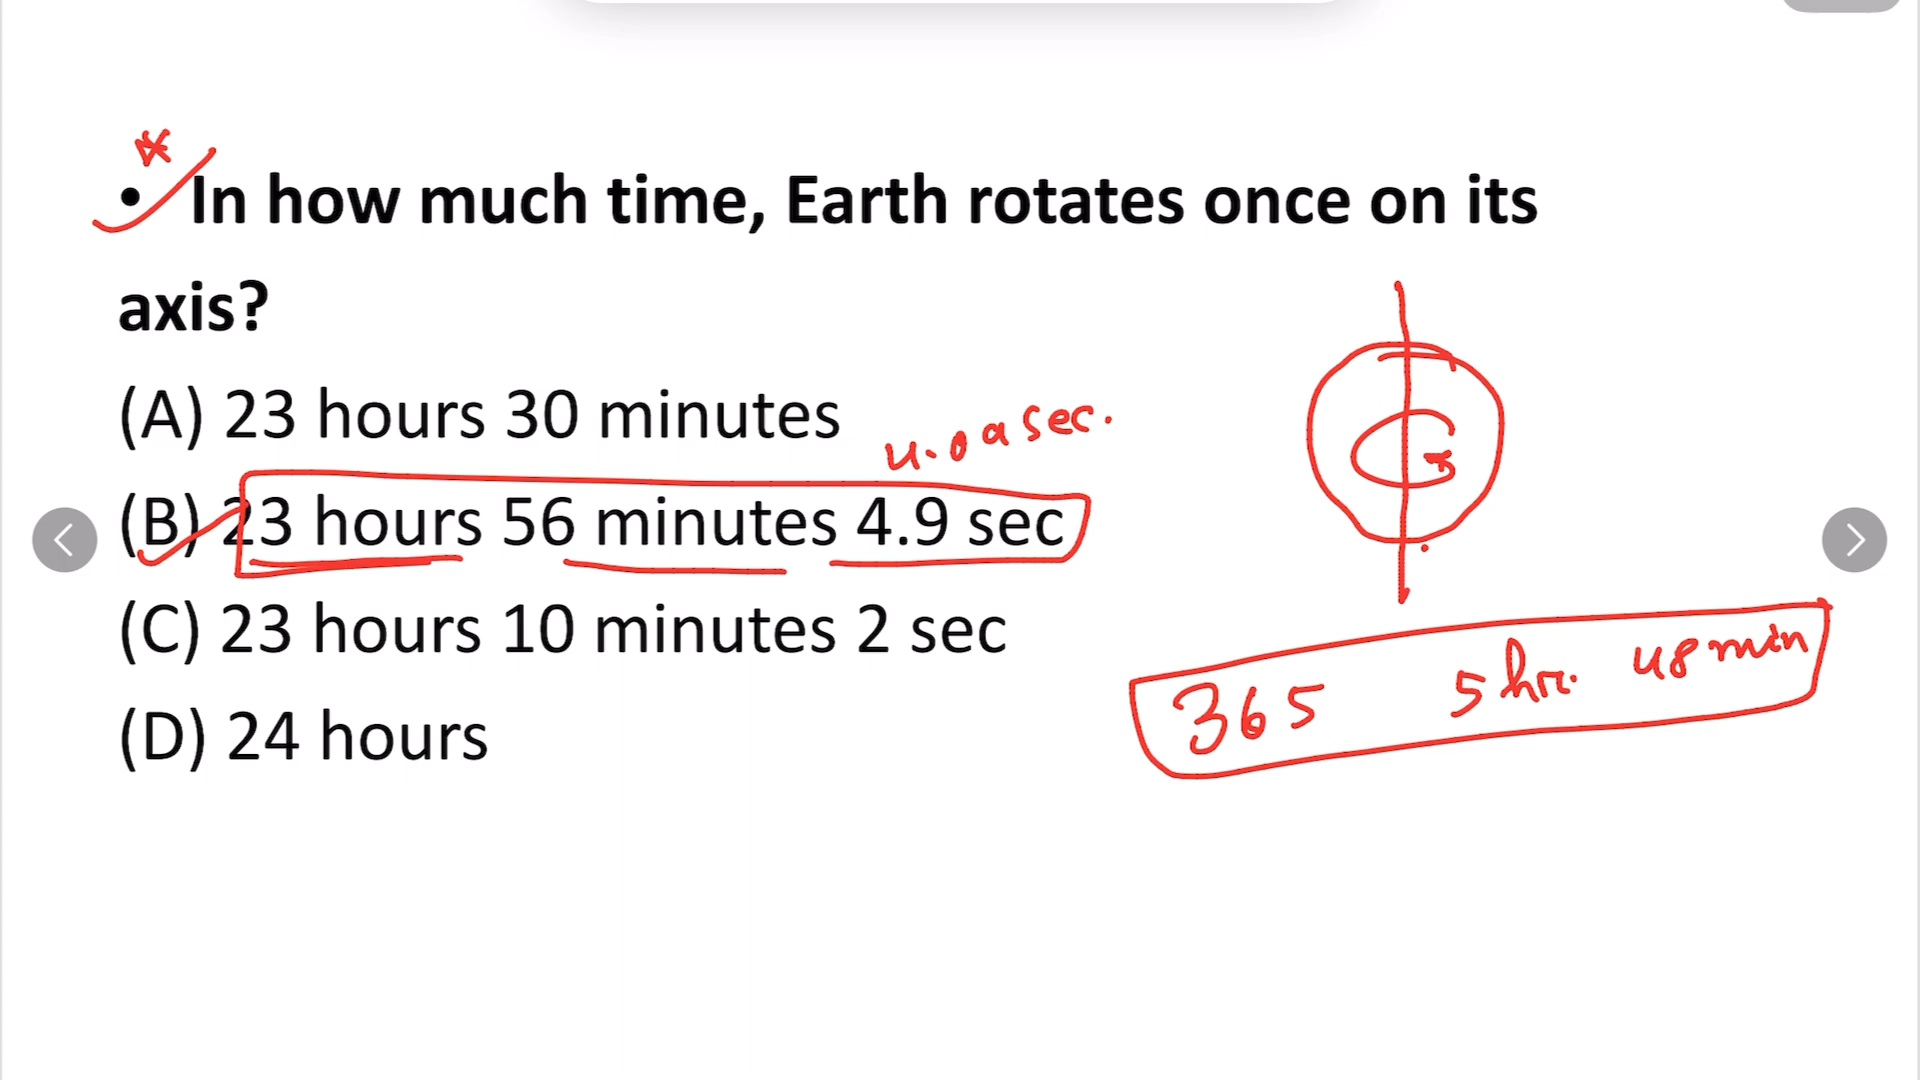 • In how much time, Earth rotates once on its
axis?
(A) 23 hours 30 minutes
4.09 sec.
(B) 23 hours 56 minutes 4.9 sec
(C) 23 hours 10 minutes 2 sec
365 5 hr. 48 min
(D) 24 hours